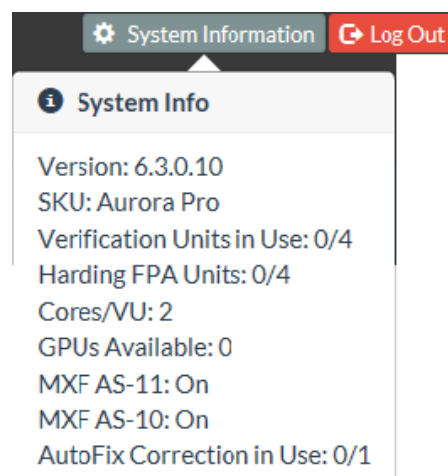 System Information Log Out
System Info
Version: 6.3.0.10
SKU: Aurora Pro
Verification Units in Use: 0/4
Harding FPA Units: 0/4
Cores/VU: 2
GPUs Available: 0
MXF AS-11: On
MXF AS-10: On
AutoFix Correction in Use: 0/1